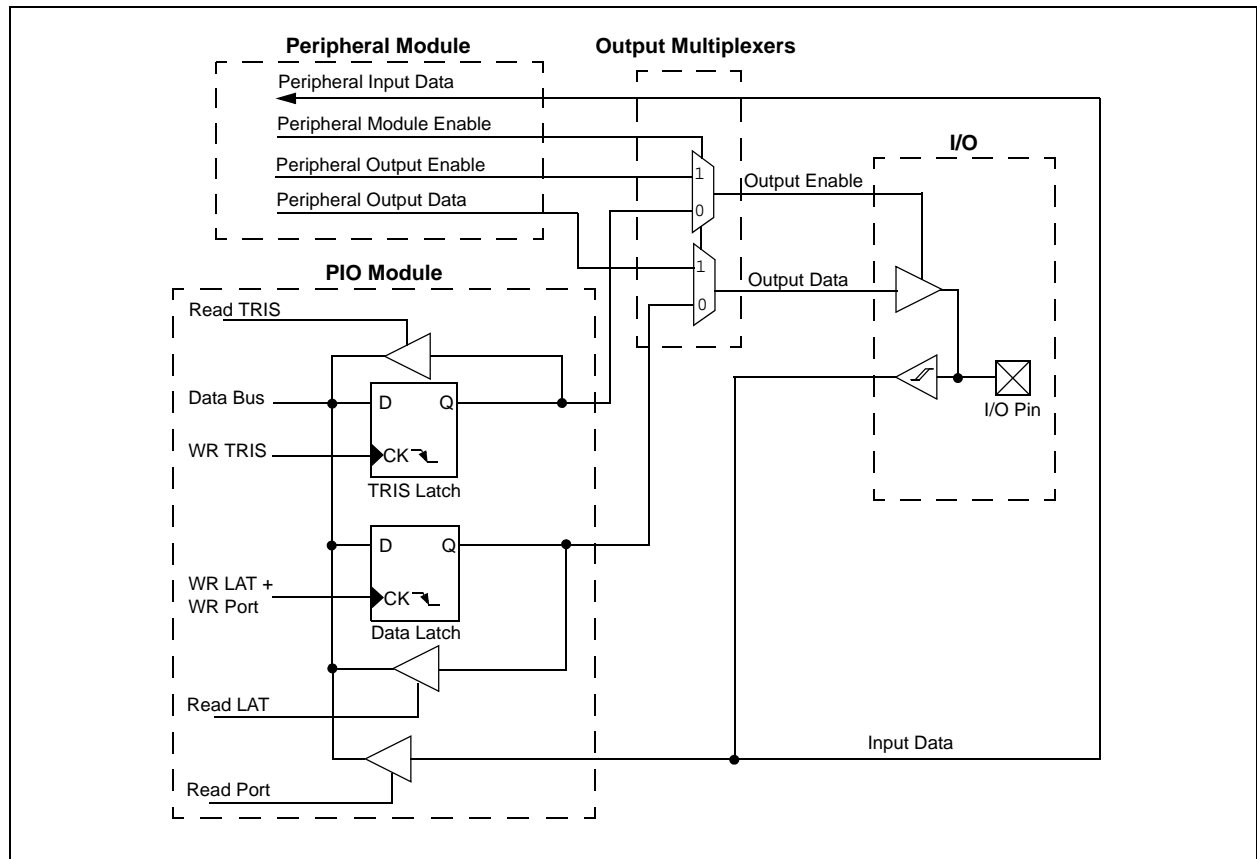 Peripheral Module
Output Multiplexers
Peripheral Input Data
Peripheral Module Enable
Peripheral Output Enable
Peripheral Output Data
1
0
Output Enable
1
0
Output Data
I/O
I/O Pin
PIO Module
Read TRIS
Data Bus
D Q
WR TRIS
CK
TRIS Latch
D Q
WR LAT +
WR Port
CK
Data Latch
Read LAT
Input Data
Read Port